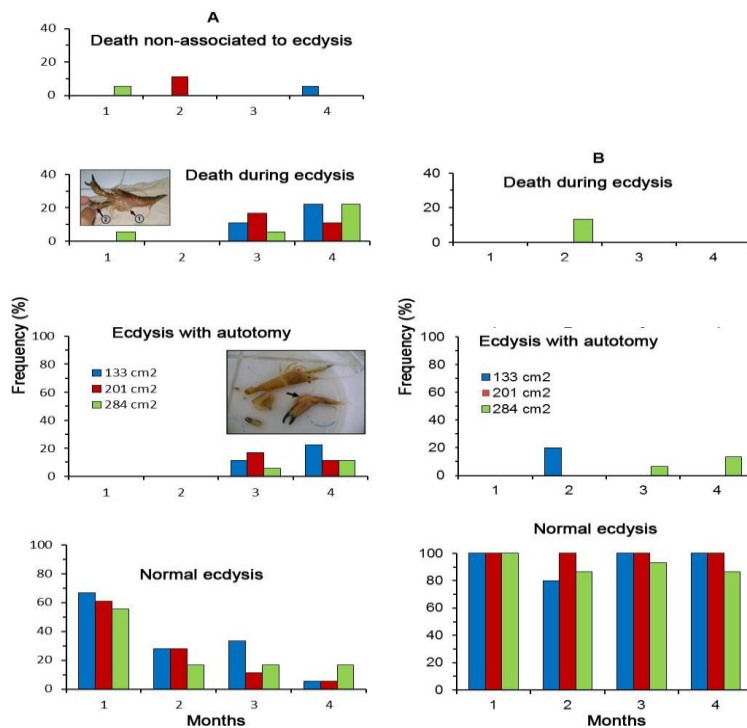 A
Death non-associated to ecdysis
40
20
0
1 2 3 4
Death during ecdysis
40
20
0
② ①
1 2 3 4
Frequency (%)
Ecdysis with autotomy
100
80
60
40
20
0
133 cm2
201 cm2
284 cm2
1 2 3 4
Normal ecdysis
100
80
60
40
20
0
1 2 3 4
Months
B
Death during ecdysis
40
20
0
1 2 3 4
Frequency (%)
Ecdysis with autotomy
100
80
60
40
20
0
133 cm2
201 cm2
284 cm2
1 2 3 4
Normal ecdysis
100
80
60
40
20
0
1 2 3 4
Months